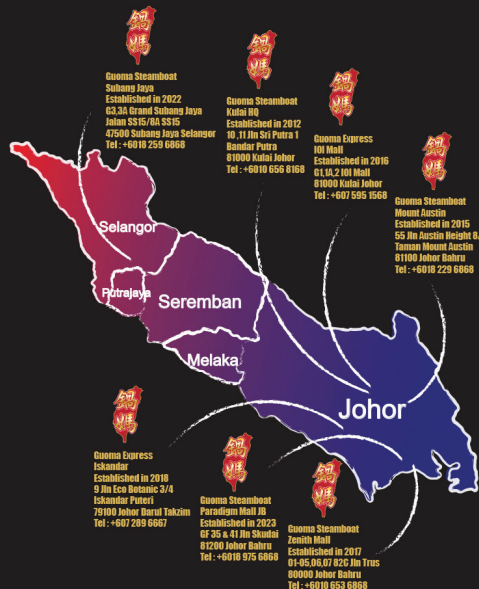 鍋
媽
Guoma Steamboat
Subang Jaya
Established in 2022
G3,3A Grand Subang Jaya
Jalan SS15/8A SS15
47500 Subang Jaya Selangor
Tel : +6018 259 6868
鍋
媽
Guoma Steamboat
Kulai HQ
Established in 2012
10 ,11 Jln Sri Putra 1
Bandar Putra
81000 Kulai Johor
Tel : +6010 656 8168
鍋
媽
Guoma Express
IOI Mall
Established in 2016
G1,1A,2 IOI Mall
81000 Kulai Johor
Tel : +607 595 1568
鍋
媽
Guoma Steamboat
Mount Austin
Established in 2015
55 Jln Austin Height 8/
Taman Mount Austin
81100 Johor Bahru
Tel : +6018 229 6868
Selangor
Putrajaya
Seremban
Melaka
Johor
鍋
媽
Guoma Express
Iskandar
Established in 2018
9 Jln Eco Botanic 3/4
Iskandar Puteri
79100 Johor Darul Takzim
Tel : +607 289 6667
鍋
媽
Guoma Steamboat
Paradigm Mall JB
Established in 2023
GF 35 & 41 Jln Skudai
81200 Johor Bahru
Tel : +6018 975 6868
鍋
媽
Guoma Steamboat
Zenith Mall
Established in 2017
01-05,06,07 82C Jln Trus
80000 Johor Bahru
Tel : +6010 653 6868